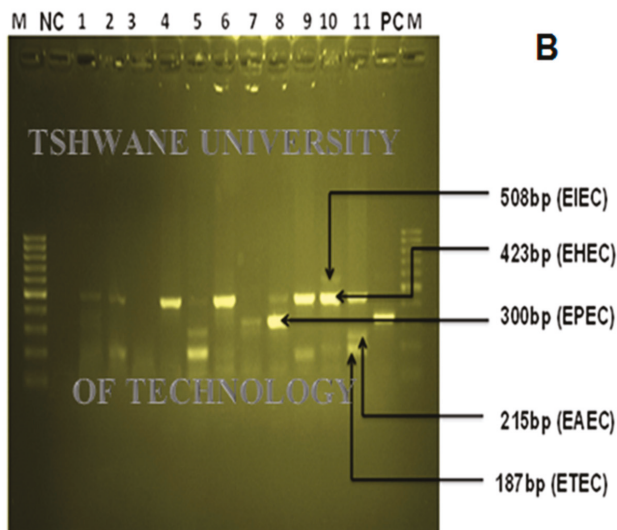 M NC 1 2 3 4 5 6 7 8 9 10 11 PC M
B
TSHWANE UNIVERSITY
508bp (EIEC)
423bp (EHEC)
300bp (EPEC)
OF TECHNOLOGY
215bp (EAEC)
187bp (ETEC)